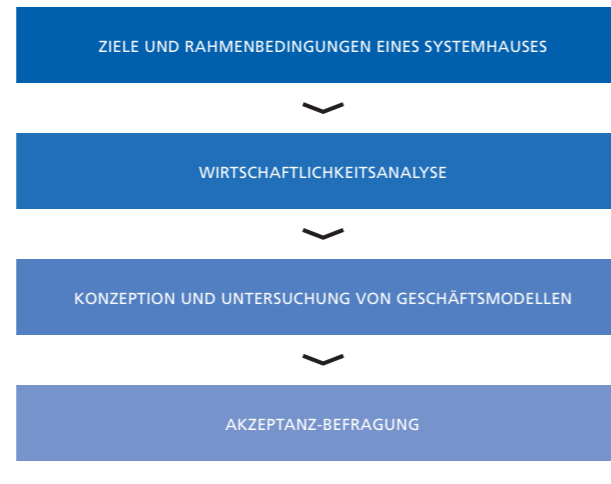 ZIELE UND RAHMENBEDINGUNGEN EINES SYSTEMHAUSES
WIRTSCHAFTLICHKEITSANALYSE
KONZEPTION UND UNTERSUCHUNG VON GESCHÄFTSMODELLEN
AKZEPTANZ-BEFRAGUNG